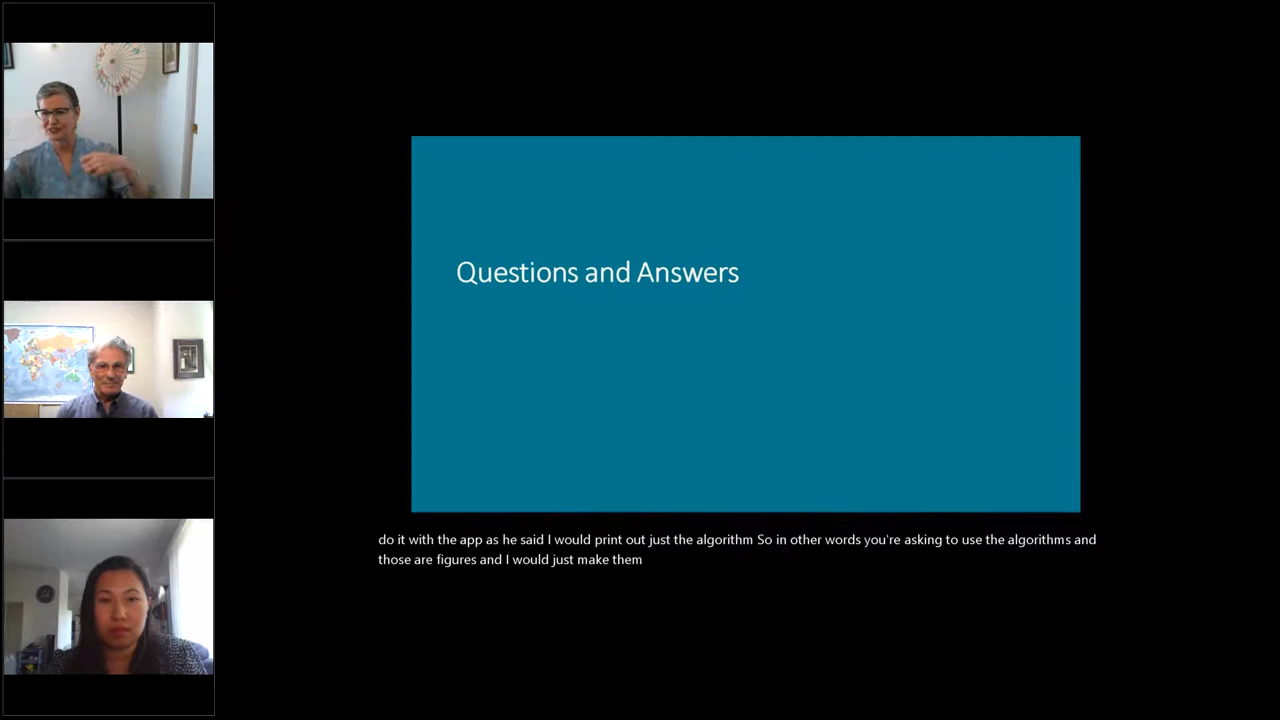 Questions and Answers
do it with the app as he said I would print out just the algorithm So in other words you're asking to use the algorithms and
those are figures and I would just make them